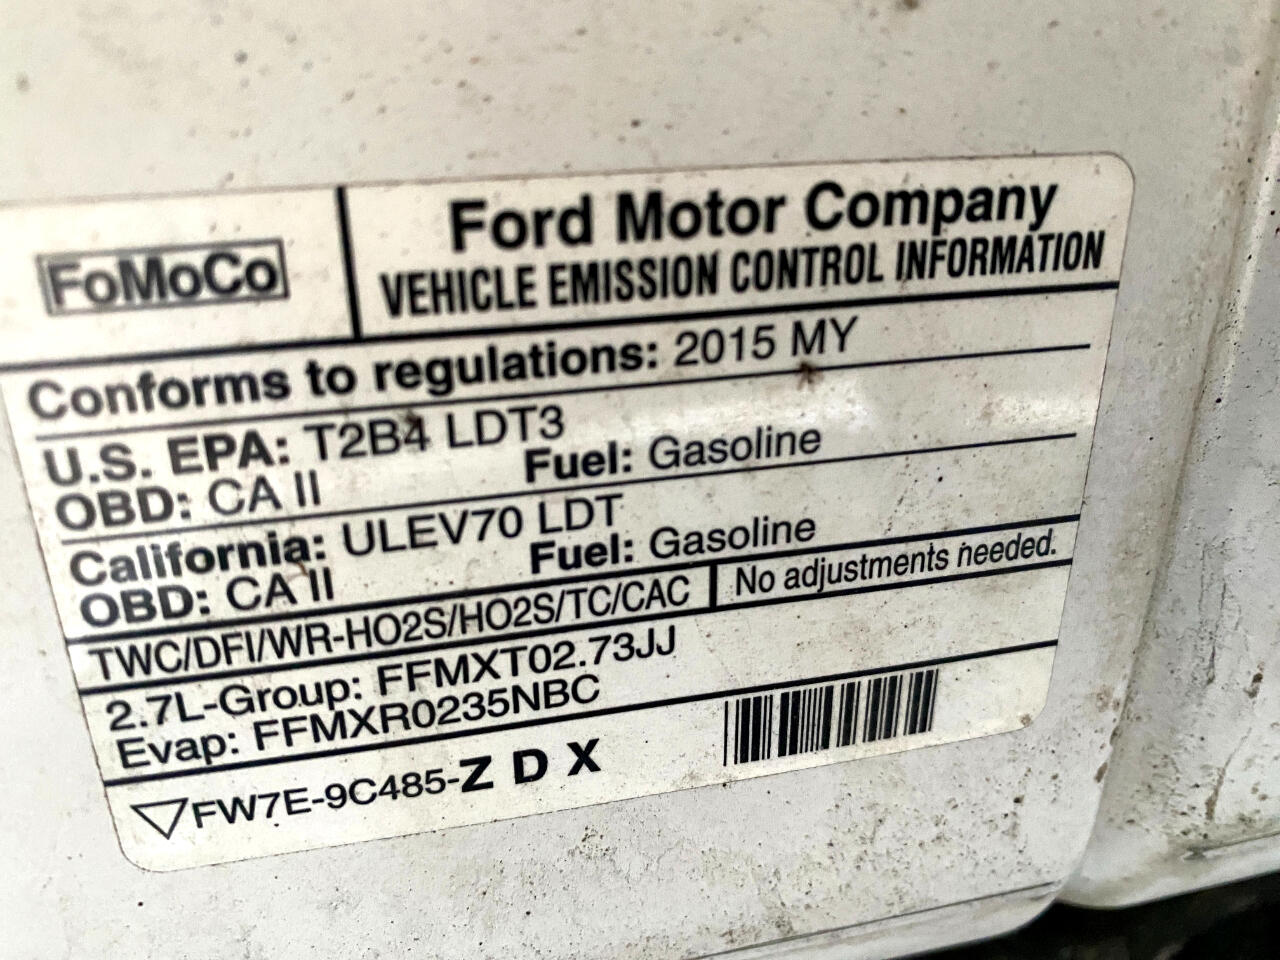 FoMoCo
Ford Motor Company
VEHICLE EMISSION CONTROL INFORMATION
Conforms to regulations: 2015 MY
U.S. EPA: T2B4 LDT3
OBD: CA II Fuel: Gasoline
California: ULEV70 LDT
OBD: CA II Fuel: Gasoline
TWC/DFI/WR-HO2S/HO2S/TC/CAC No adjustments needed.
2.7L-Group: FFMXT02.73JJ
Evap: FFMXR0235NBC
FW7E-9C485-Z D X